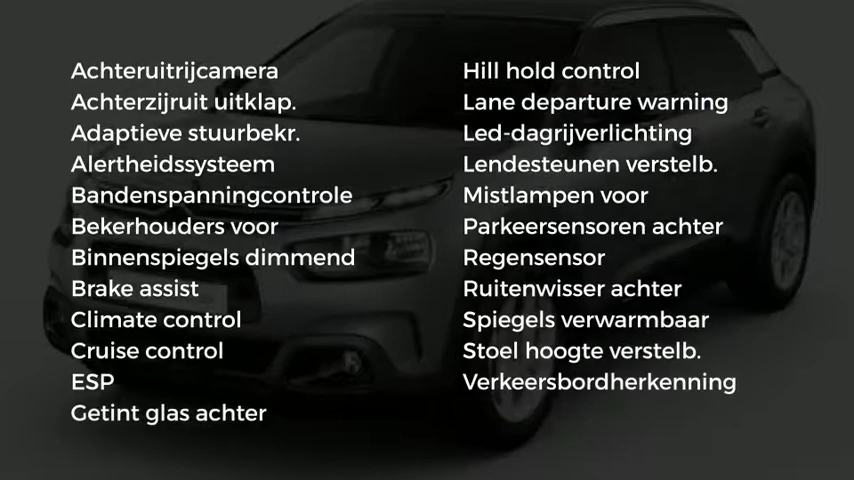 Achteruitrijcamera
Achterzijruit uitklap.
Adaptieve stuurbekr.
Alertheidssysteem
Bandenspanningcontrole
Bekerhouders voor
Binnenspiegels dimmend
Brake assist
Climate control
Cruise control
ESP
Getint glas achter
Hill hold control
Lane departure warning
Led-dagrijverlichting
Lendesteunen verstelb.
Mistlampen voor
Parkeersensoren achter
Regensensor
Ruitenwisser achter
Spiegels verwarmbaar
Stoel hoogte verstelb.
Verkeersbordherkenning